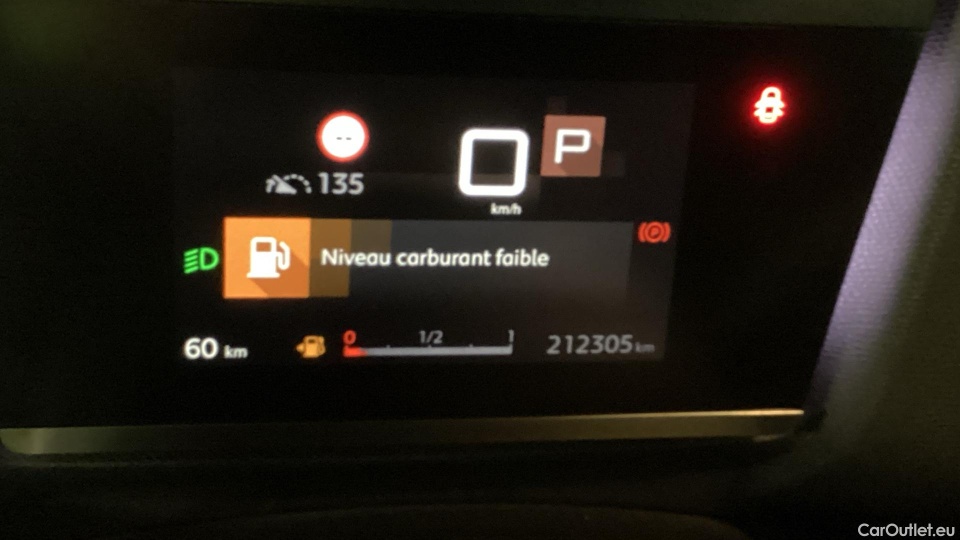 --
135
0
km/h
P
Niveau carburant faible
60 km
0 1/2 1
212305 km
CarOutlet.eu